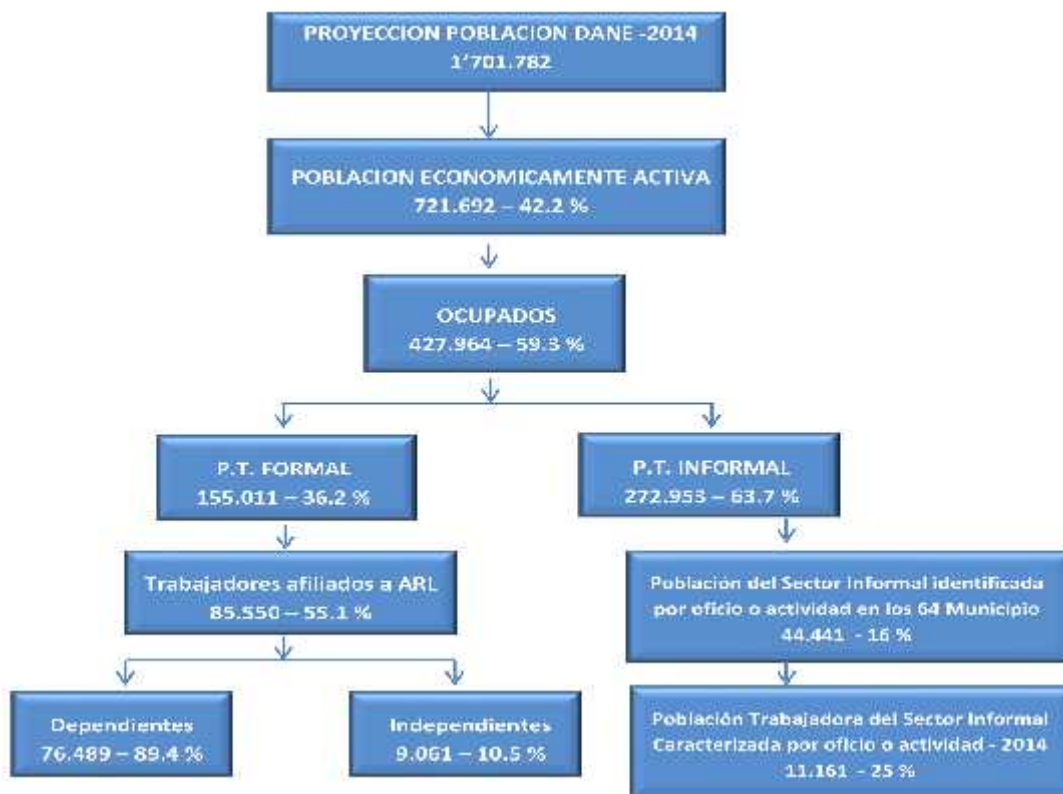 PROYECCION POBLACION DANE -2014
1'701.782
POBLACION ECONOMICAMENTE ACTIVA
721.692 – 42.2 %
OCUPADOS
427.964 – 59.3 %
P.T. FORMAL
155.011 – 36.2 %
P.T. INFORMAL
272.953 – 63.7 %
Trabajadores afiliados a ARL
85.550 – 55.1 %
Población del Sector Informal identificada
por oficio o actividad en los 64 Municipio
44.441 - 16 %
Dependientes
76.489 – 89.4 %
Independientes
9.061 – 10.5 %
Población Trabajadora del Sector Informal
Caracterizada por oficio o actividad - 2014
11.161 - 25 %